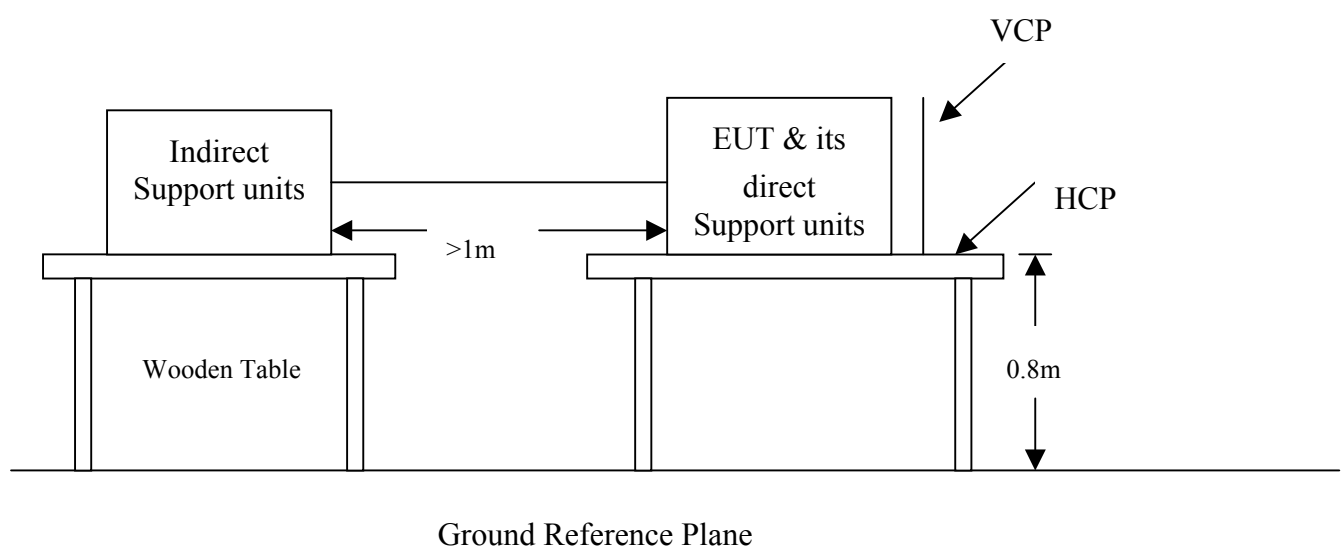 VCP
Indirect
Support units
EUT & its
direct
Support units
HCP
>1m
Wooden Table
0.8m
Ground Reference Plane